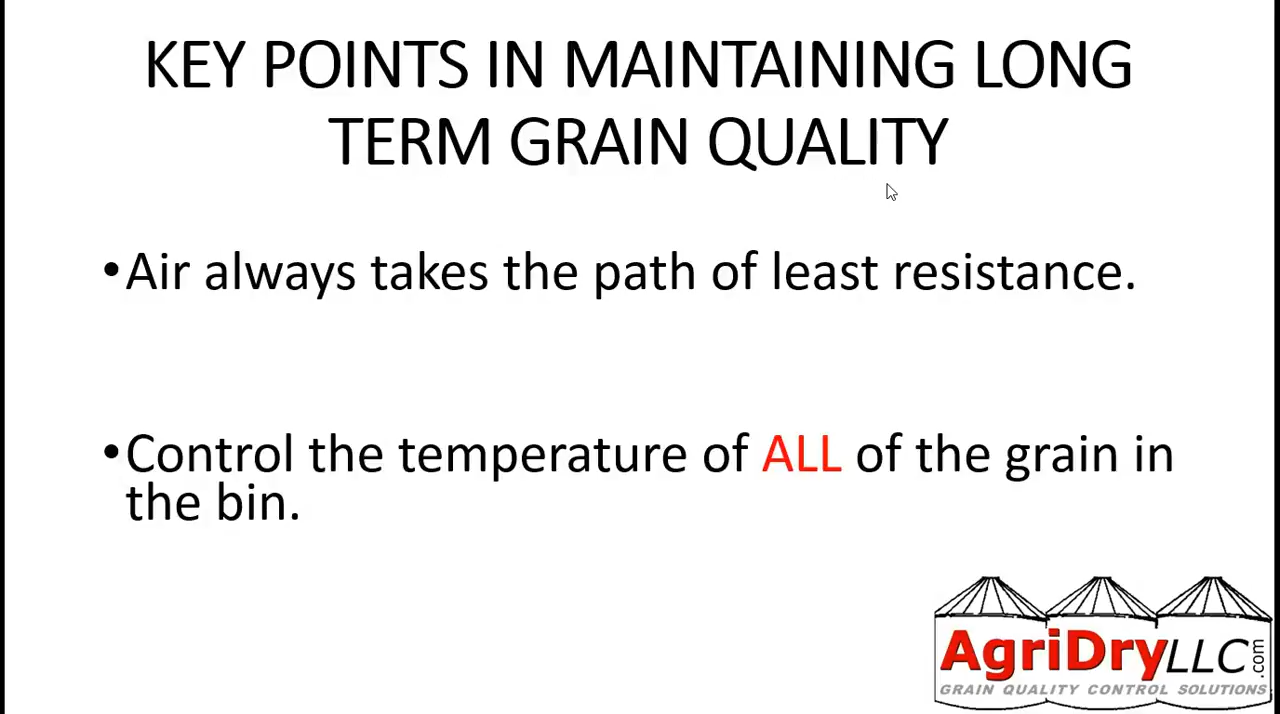 KEY POINTS IN MAINTAINING LONG
TERM GRAIN QUALITY
•Air always takes the path of least resistance.
•Control the temperature of ALL of the grain in
the bin.
AgriDryLLC.com
GRAIN QUALITY CONTROL SOLUTIONS